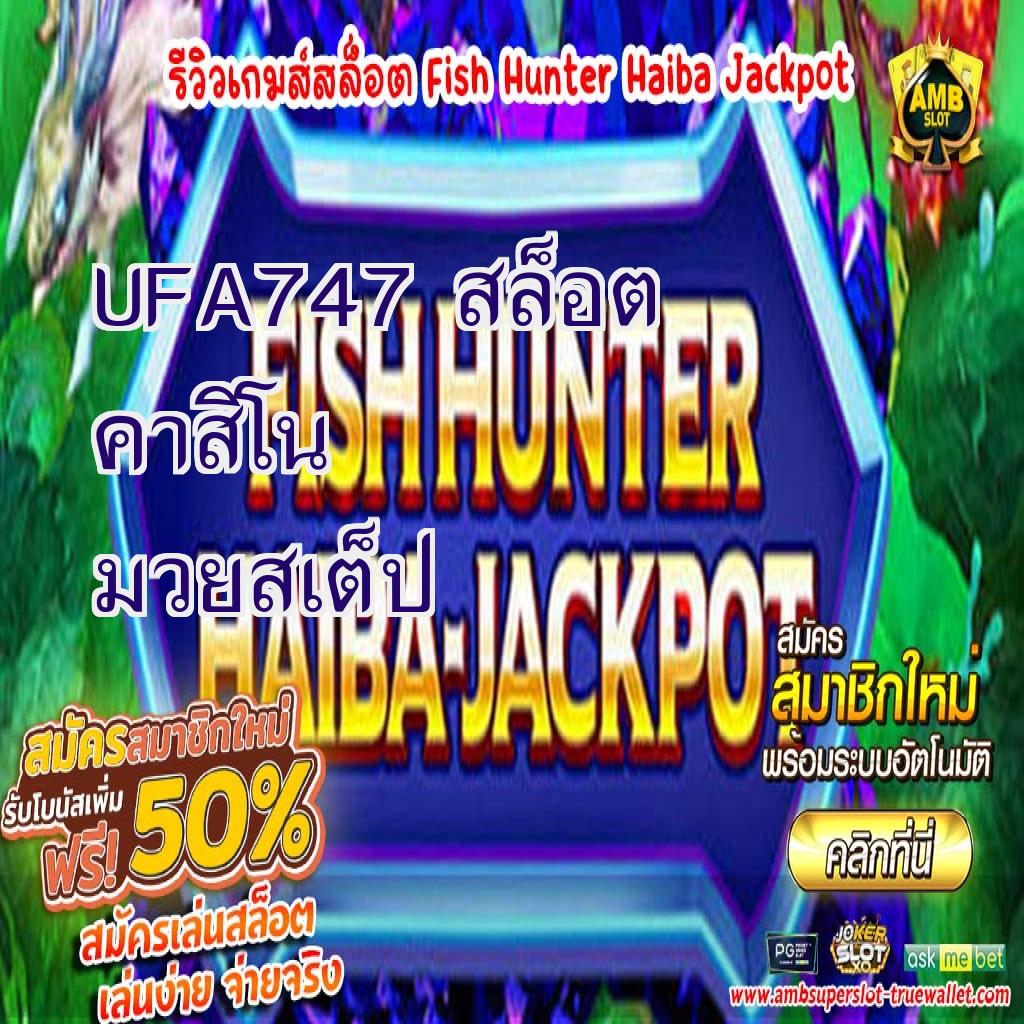 รีวิวเกมส์สล็อต Fish Hunter Haiba Jackpot
AMB
SLOT
UFA747 สล็อต
คาสิโน
มวยสเต็ป
FISH HUNTER
HAIBA·JACKPOT
สมัคร
สมาชิกใหม่
พร้อมระบบอัตโนมัติ
คลิกที่นี่
สมัครสมาชิกใหม่
รับโบนัสเพิ่ม
ฟรี! 50%
สมัครเล่นสล็อต
เล่นง่าย จ่ายจริง
PG
JOKER
SLOT
XO
ask me bet
www.ambsuperslot-truewallet.com